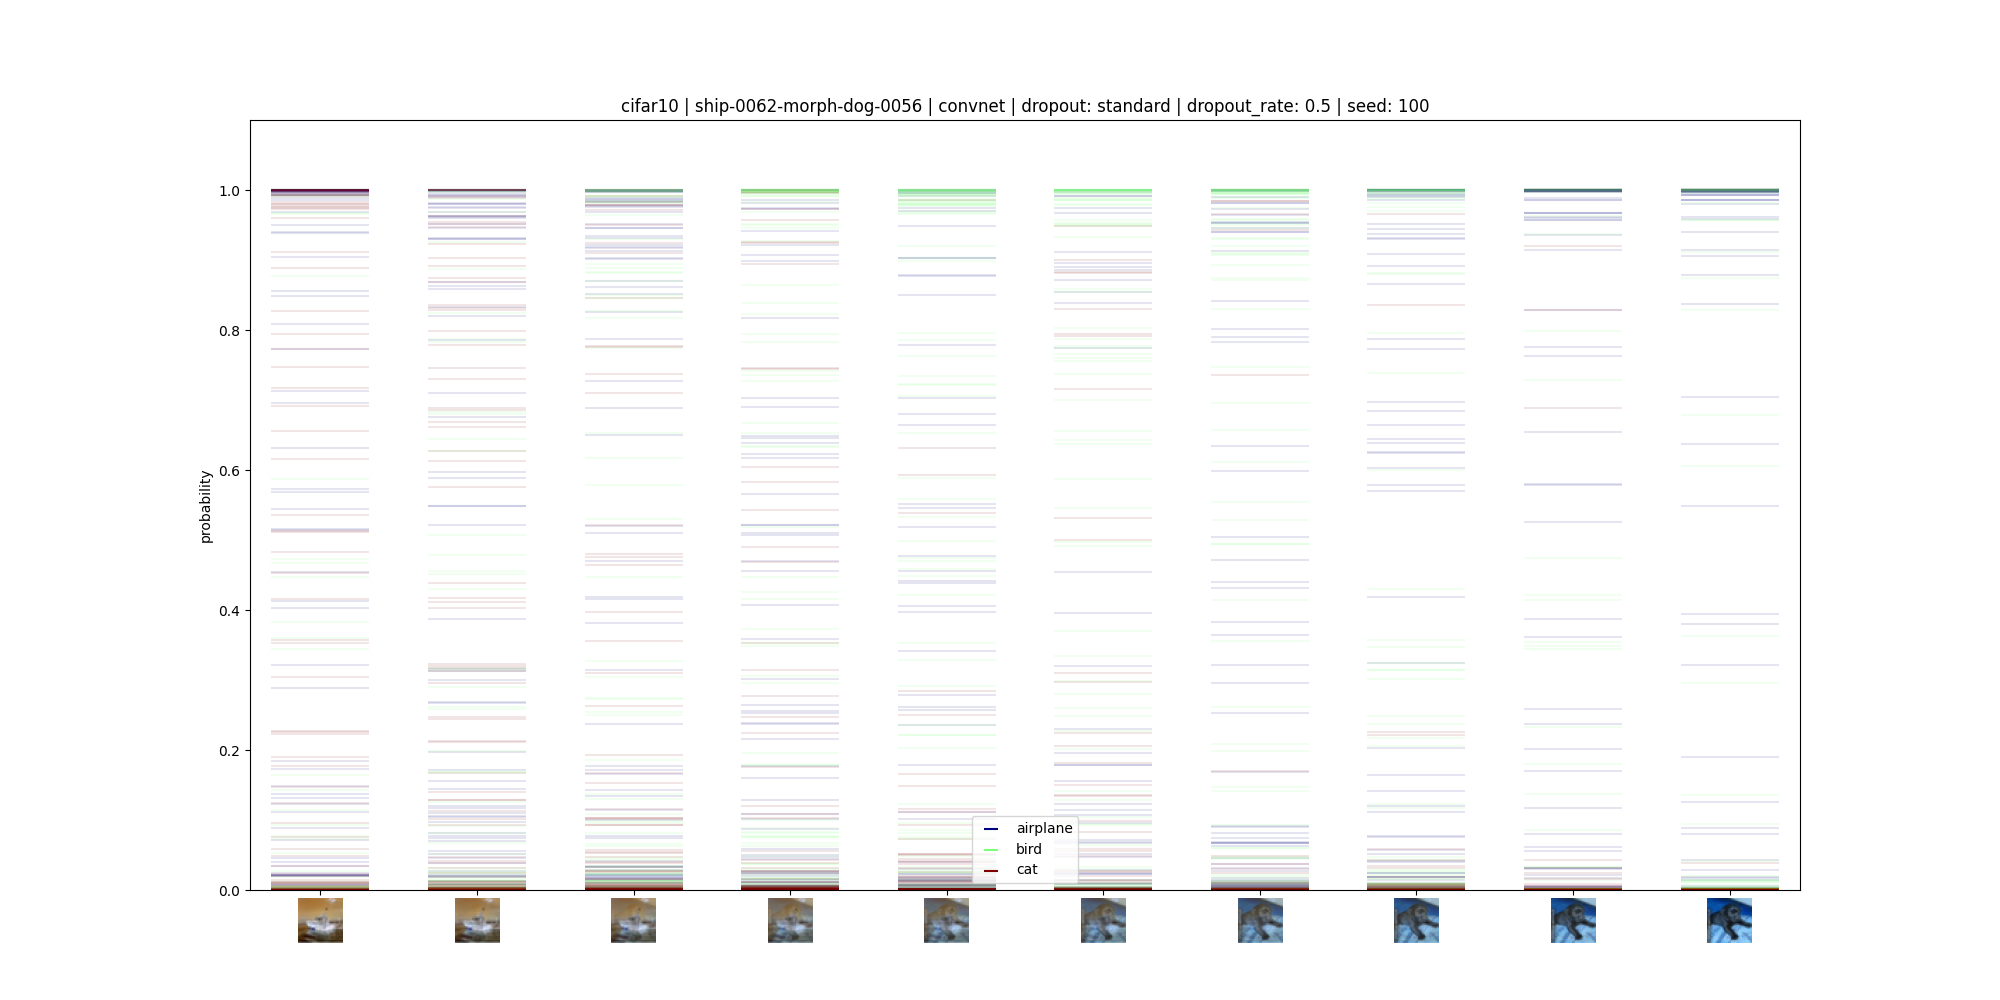 cifar10 | ship-0062-morph-dog-0056 | convnet | dropout: standard | dropout_rate: 0.5 | seed: 100
probability
1.0
0.8
0.6
0.4
0.2
0.0
airplane
bird
cat